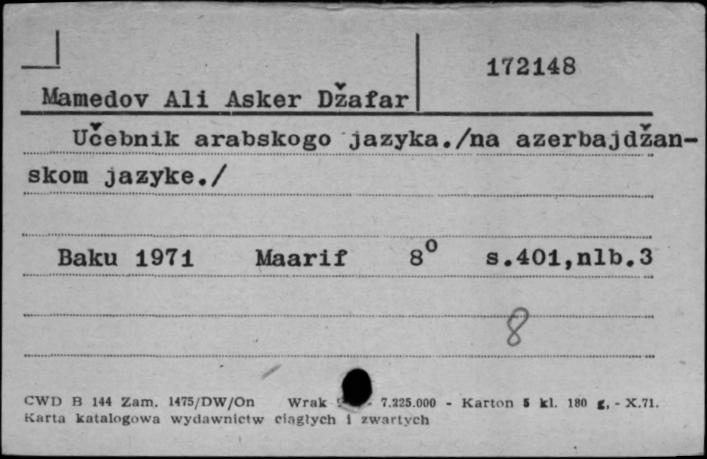 172148
Mamedov Ali Asker Džafar
Učebnik arabskogo jazyka./na azerbajdžan-
skom jazyke./
Baku 1971 Maarif 8⁰ s.401,nlb.3
8
CWD B 144 Zam. 1475/DW/On Wrak - 7.225.000 - Karton 5 kl. 180 g, - X.71.
Karta katalogowa wydawnictw ciągłych i zwartych